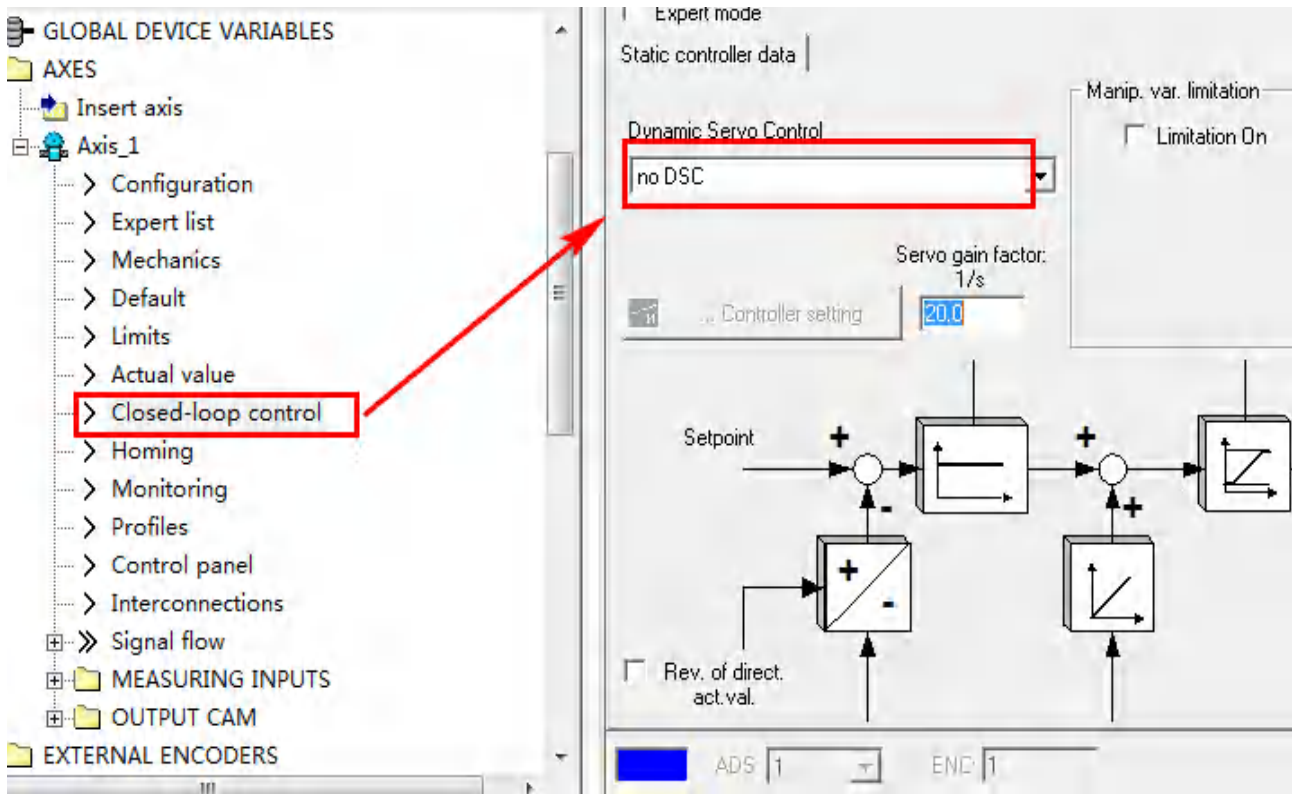 GLOBAL DEVICE VARIABLES
AXES
Insert axis
Axis_1
Configuration
Expert list
Mechanics
Default
Limits
Actual value
Closed-loop control
Homing
Monitoring
Profiles
Control panel
Interconnections
Signal flow
MEASURING INPUTS
OUTPUT CAM
EXTERNAL ENCODERS
Expert mode
Static controller data
Manip. var. limitation
Limitation On
Dynamic Servo Control
no DSC
Servo gain factor:
1/s
... Controller setting
20.0
Setpoint
+
+
-
+
+
-
Rev. of direct.
act.val.
ADS 1
ENC 1